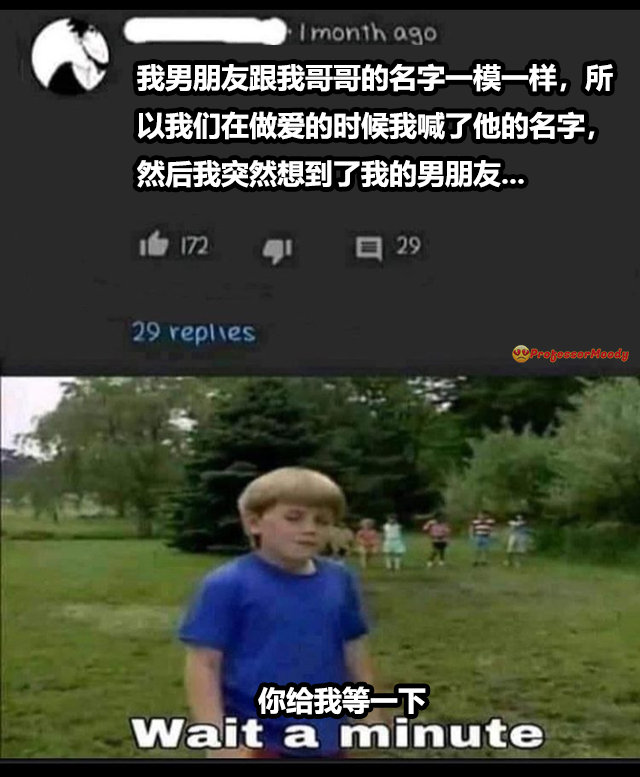 1 month ago
我男朋友跟我哥哥的名字一模一样，所
以我们在做爱的时候我喊了他的名字，
然后我突然想到了我的男朋友...
172 29
29 replies
ProfessorMoody
你给我等一下
Wait a minute